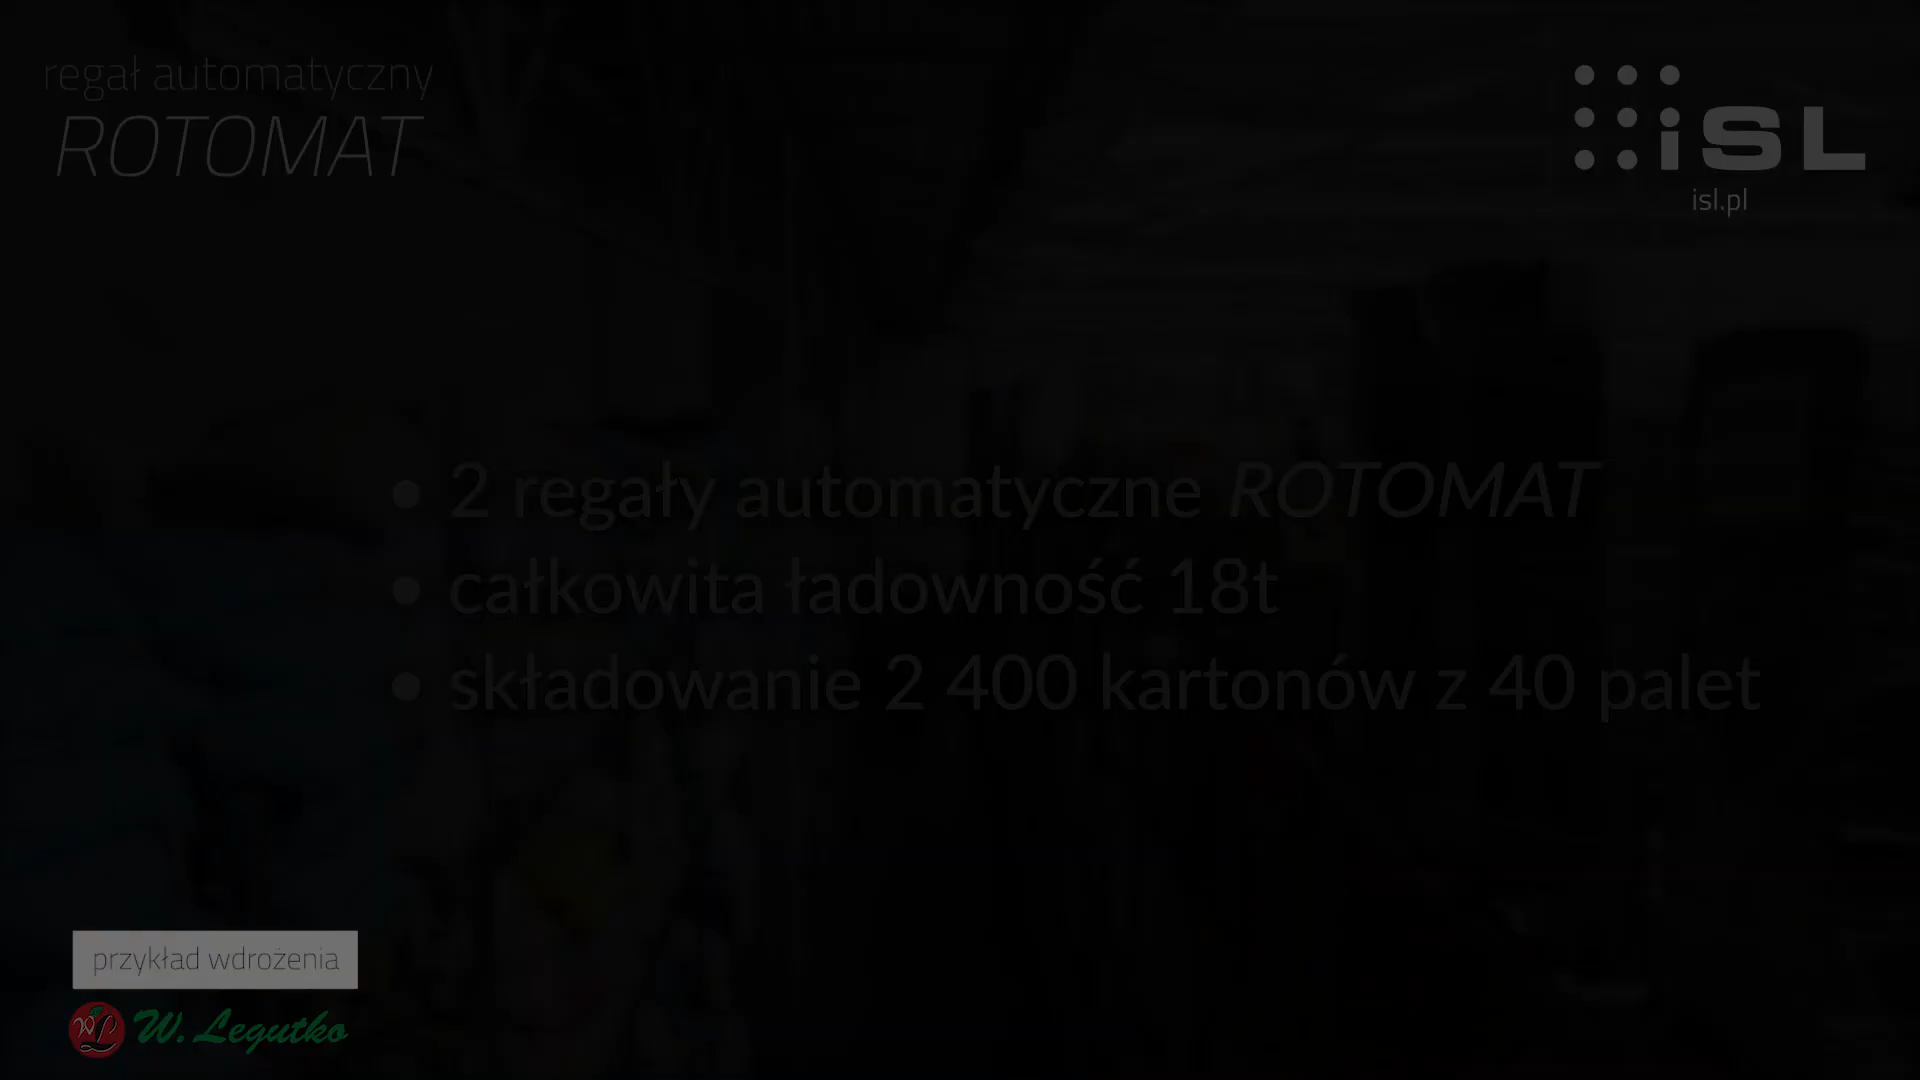 regał automatyczny
ROTOMAT
iSL
isl.pl
• 2 regały automatyczne ROTOMAT
• całkowita ładowność 18t
• składowanie 2 400 kartonów z 40 palet
przykład wdrożenia
WL W. Legutko